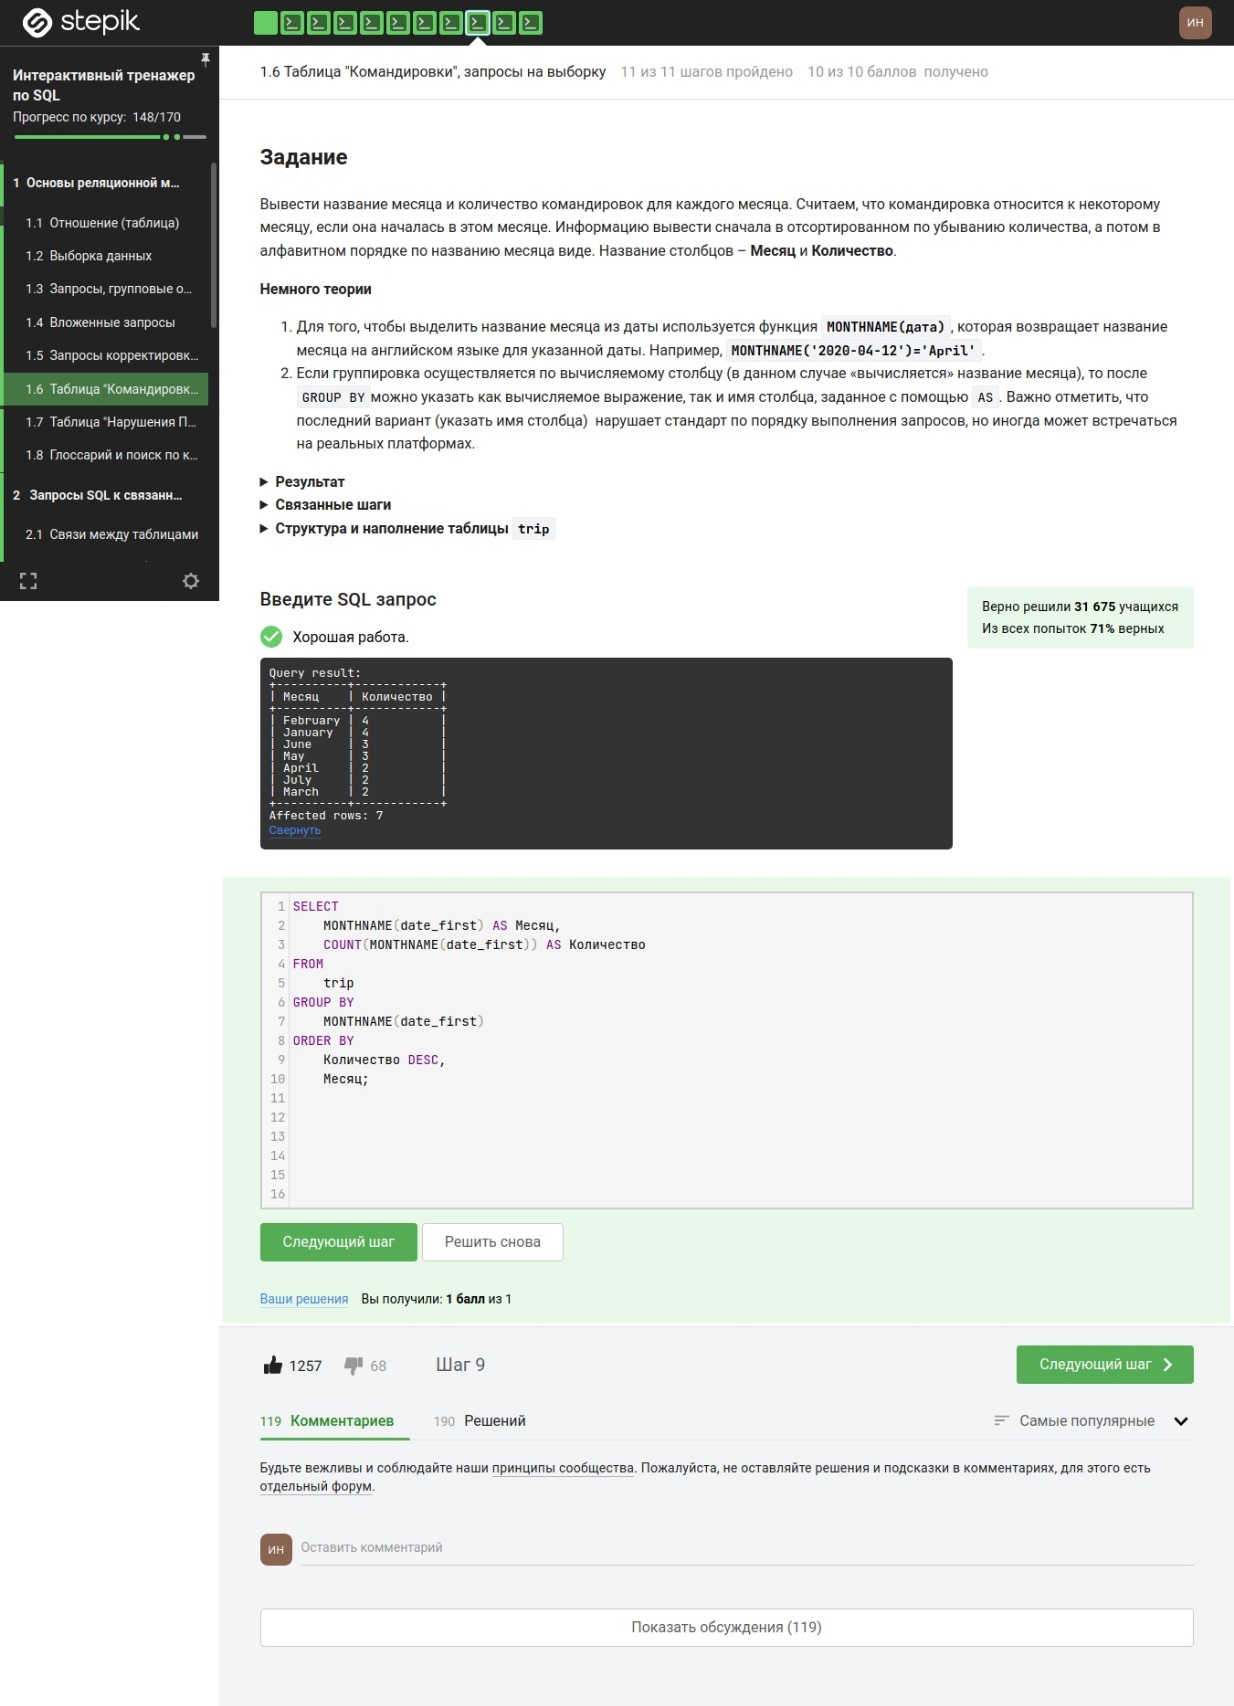 stepik
ИН
Интерактивный тренажер
по SQL
Прогресс по курсу: 148/170
1 Основы реляционной м...
1.1 Отношение (таблица)
1.2 Выборка данных
1.3 Запросы, групповые о...
1.4 Вложенные запросы
1.5 Запросы корректировк...
1.6 Таблица "Командировк...
1.7 Таблица "Нарушения П...
1.8 Глоссарий и поиск по к...
2 Запросы SQL к связанн...
2.1 Связи между таблицами
1.6 Таблица "Командировки", запросы на выборку 11 из 11 шагов пройдено 10 из 10 баллов получено
Задание
Вывести название месяца и количество командировок для каждого месяца. Считаем, что командировка относится к некоторому
месяцу, если она началась в этом месяце. Информацию вывести сначала в отсортированном по убыванию количества, а потом в
алфавитном порядке по названию месяца виде. Название столбцов – Месяц и Количество.
Немного теории
1. Для того, чтобы выделить название месяца из даты используется функция MONTHNAME(дата) , которая возвращает название
месяца на английском языке для указанной даты. Например, MONTHNAME('2020-04-12')='April' .
2. Если группировка осуществляется по вычисляемому столбцу (в данном случае «вычисляется» название месяца), то после
GROUP BY можно указать как вычисляемое выражение, так и имя столбца, заданное с помощью AS . Важно отметить, что
последний вариант (указать имя столбца) нарушает стандарт по порядку выполнения запросов, но иногда может встречаться
на реальных платформах.
Результат
Связанные шаги
Структура и наполнение таблицы trip
Введите SQL запрос
Хорошая работа.
Верно решили 31 675 учащихся
Из всех попыток 71% верных
Query result:
+----------+------------+
| Месяц    | Количество |
+----------+------------+
| February | 4          |
| January  | 4          |
| June     | 3          |
| May      | 3          |
| April    | 2          |
| July     | 2          |
| March    | 2          |
+----------+------------+
Affected rows: 7
Свернуть
1 SELECT
2     MONTHNAME(date_first) AS Месяц,
3     COUNT(MONTHNAME(date_first)) AS Количество
4 FROM
5     trip
6 GROUP BY
7     MONTHNAME(date_first)
8 ORDER BY
9     Количество DESC,
10     Месяц;
11
12
13
14
15
16
Следующий шаг Решить снова
Ваши решения Вы получили: 1 балл из 1
1257 68 Шаг 9 Следующий шаг
119 Комментариев 190 Решений Самые популярные
Будьте вежливы и соблюдайте наши принципы сообщества. Пожалуйста, не оставляйте решения и подсказки в комментариях, для этого есть
отдельный форум.
ИН Оставить комментарий
Показать обсуждения (119)